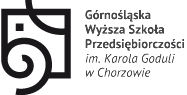 Górnośląska
Wyższa Szkoła
Przedsiębiorczości
im. Karola Goduli
w Chorzowie